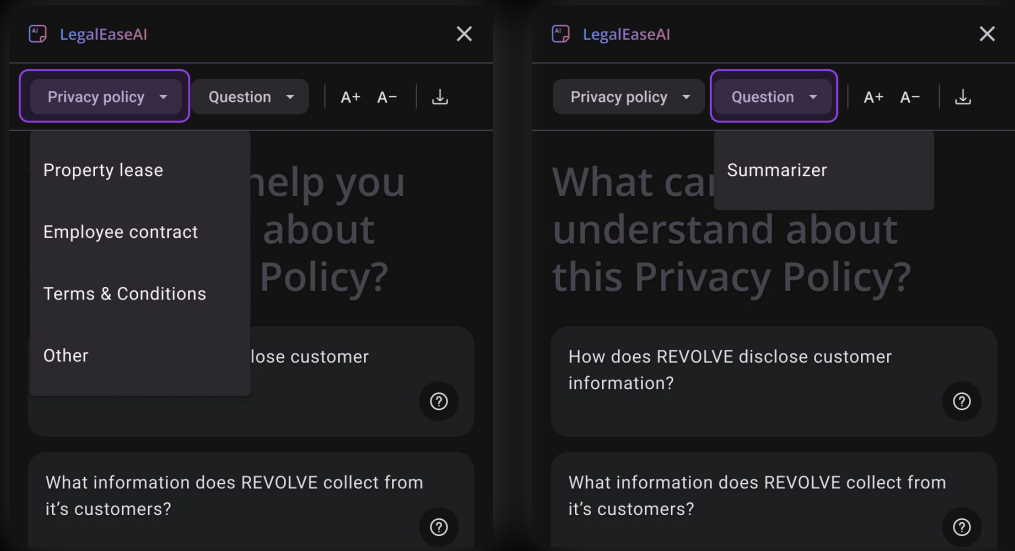 AI LegalEaseAI
Privacy policy Question A+ A-
Property lease
Employee contract
Terms & Conditions
Other
help you
about
Policy?
lose customer
What information does REVOLVE collect from
it's customers?
AI LegalEaseAI
Privacy policy Question A+ A-
Summarizer
What ca
understand about
this Privacy Policy?
How does REVOLVE disclose customer
information?
What information does REVOLVE collect from
it's customers?